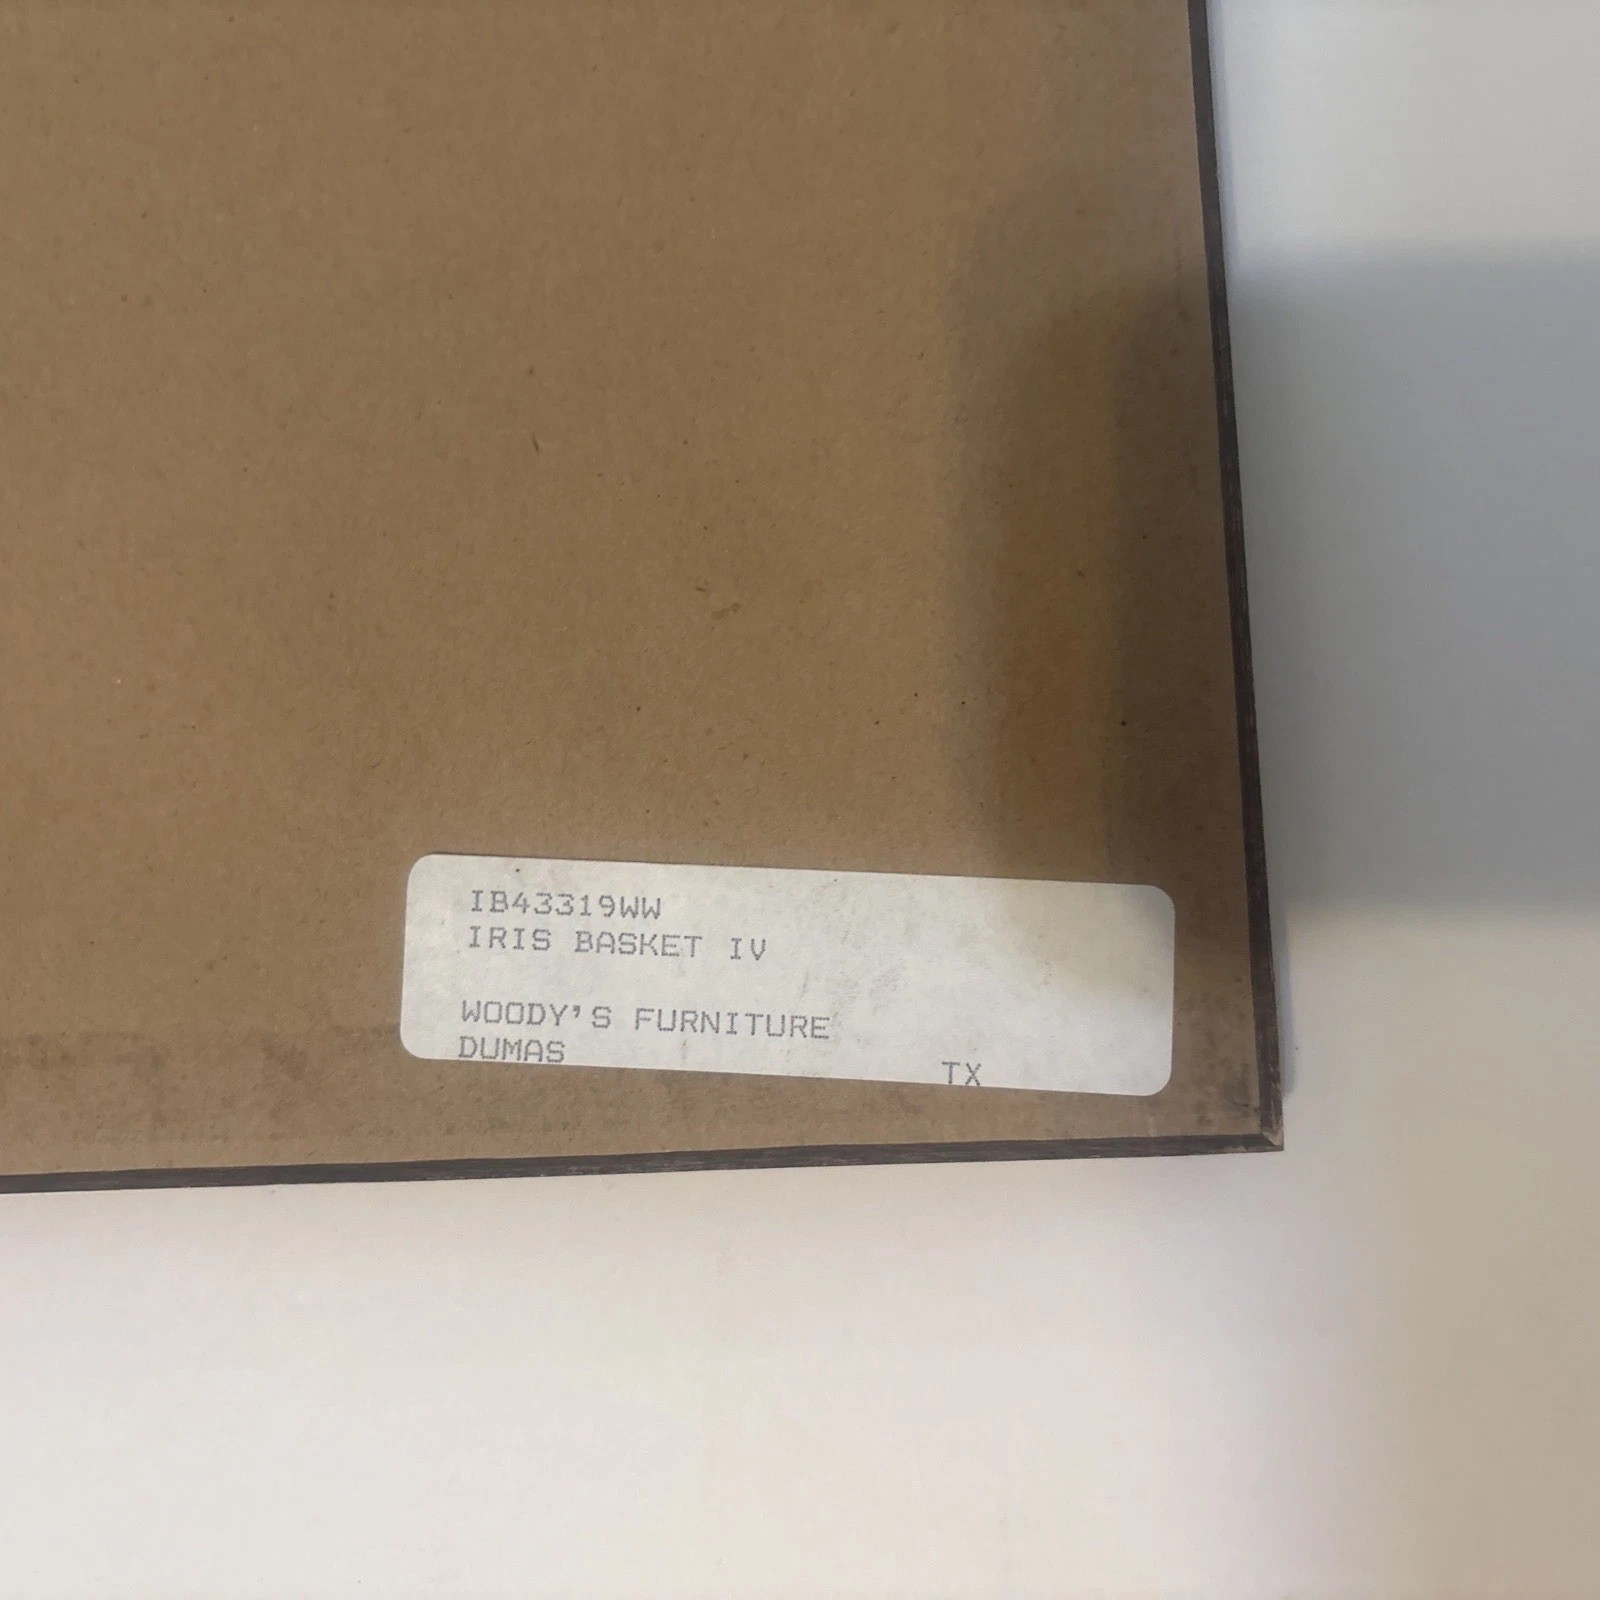 IB43319WW
IRIS BASKET IV
WOODY'S FURNITURE
DUMAS TX